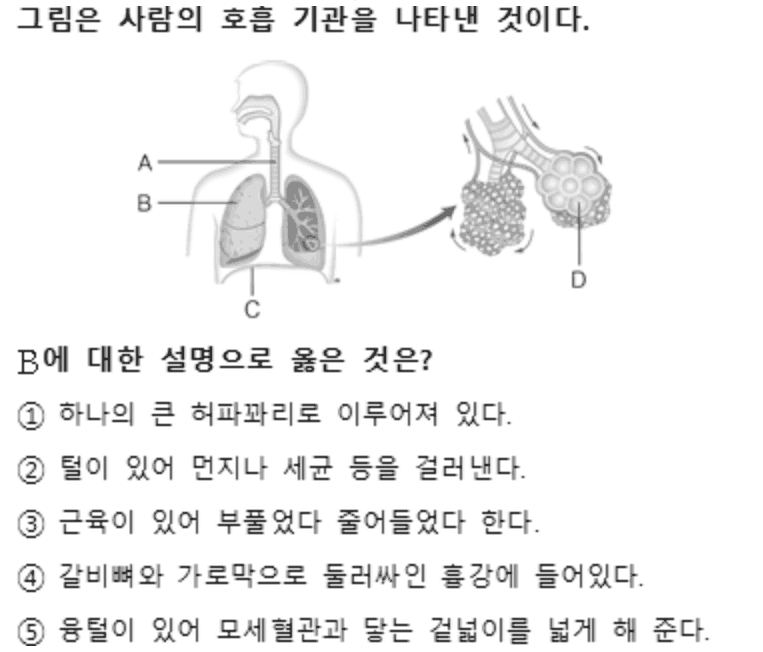 그림은 사람의 호흡 기관을 나타낸 것이다.
A
B
C
D
B에 대한 설명으로 옳은 것은?
① 하나의 큰 허파꽈리로 이루어져 있다.
② 털이 있어 먼지나 세균 등을 걸러낸다.
③ 근육이 있어 부풀었다 줄어들었다 한다.
④ 갈비뼈와 가로막으로 둘러싸인 흉강에 들어있다.
⑤ 융털이 있어 모세혈관과 닿는 겉넓이를 넓게 해 준다.